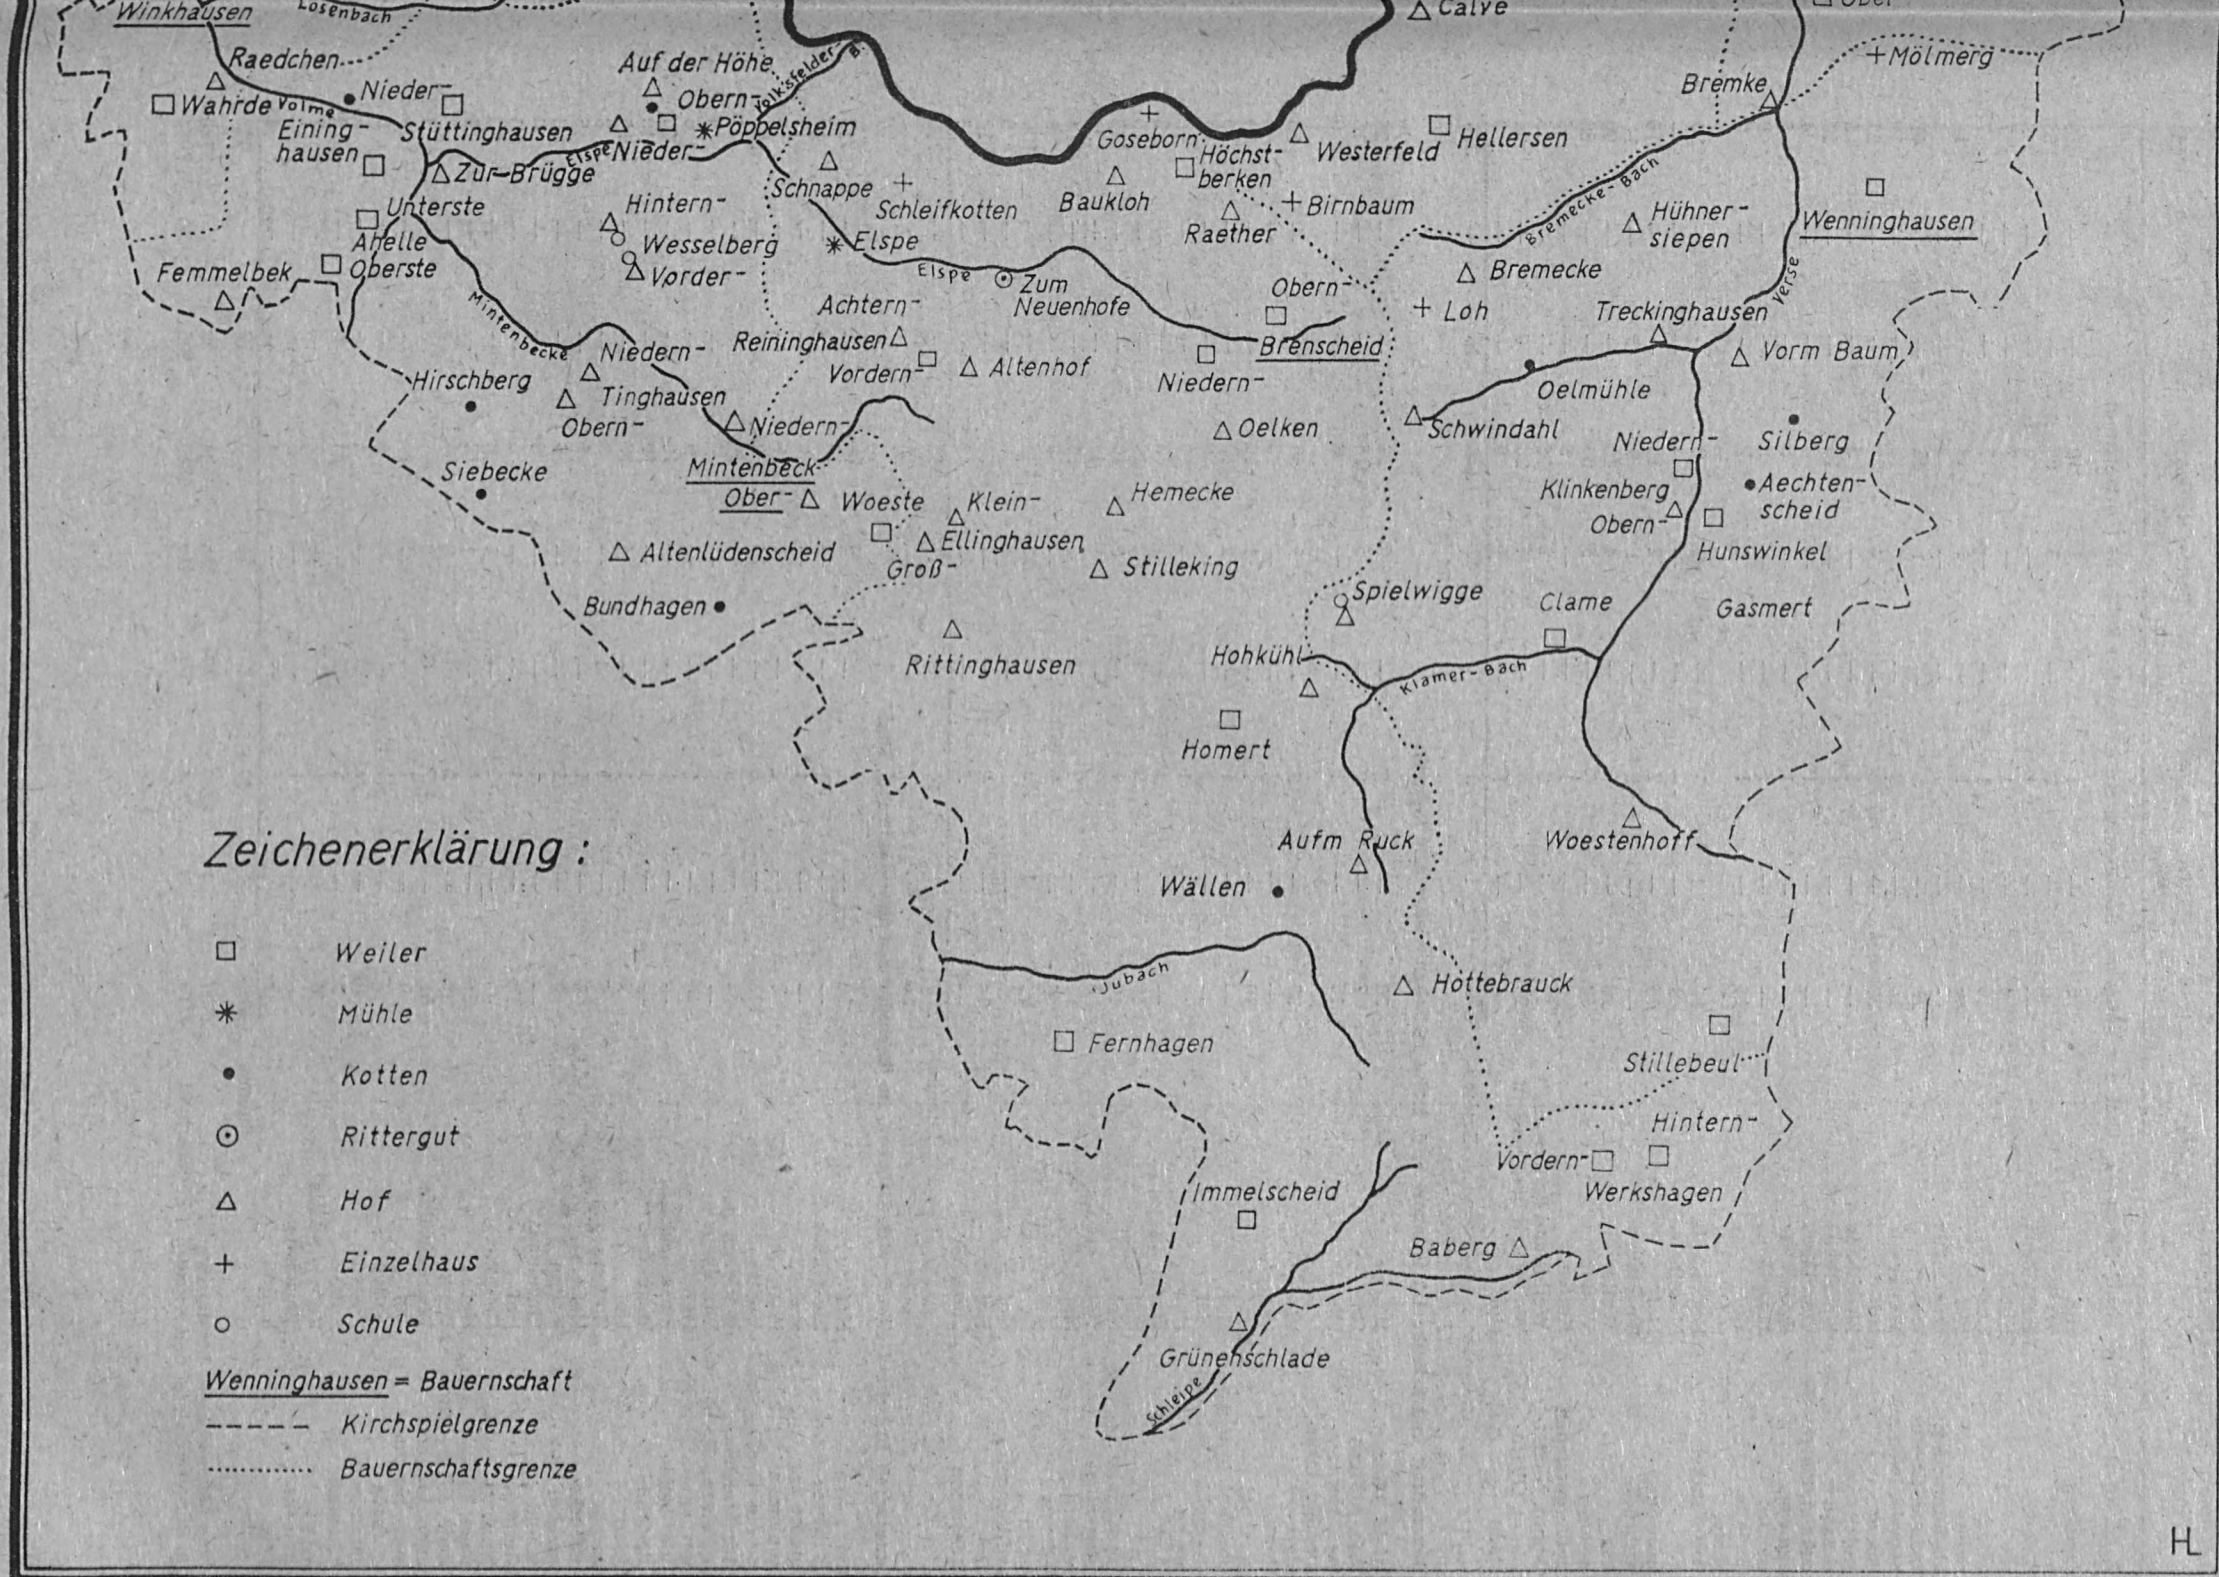 Winkhausen
Losenbach
Calve
Ober
Raedchen
Auf der Höhe
Volksfelder-B.
Mölmerg
Bremke
Wahrde
Volme
Nieder-
Obern-
Eining-
hausen
Stüttinghausen
Pöppelsheim
Elspe
Nieder-
Goseborn
Höchst-
berken
Westerfeld
Hellersen
Zur Brügge
Schnappe
Schleifkotten
Baukloh
Birnbaum
Bremecke-Bach
Hühner-
siepen
Wenninghausen
Unterste
Ahelle
Oberste
Hintern-
Wesselberg
Vorder-
Elspe
Raether
Femmelbek
Elspe
Zum
Neuenhofe
Obern-
Bremecke
Verse
Mintenbecke
Achtern-
Reininghausen
Vordern-
Loh
Treckinghausen
Niedern-
Altenhof
Brenscheid
Niedern-
Vorm Baum
Hirschberg
Tinghausen
Obern-
Niedern-
Oelken
Oelmühle
Schwindahl
Niedern-
Silberg
Siebecke
Mintenbeck
Ober-
Woeste
Klein-
Ellinghausen
Groß-
Hemecke
Klinkenberg
Obern-
Aechten-
scheid
Hunswinkel
Altenlüdenscheid
Stilleking
Bundhagen
Spielwigge
Clame
Gasmert
Rittinghausen
Hohkühl
Klamer-Bach
Homert
Aufm Ruck
Woestenhoff
Wällen
Jubach
Höttebrauck
Fernhagen
Stillebeul
Hintern-
Vordern-
Werkshagen
Immelscheid
Baberg
Grünenschlade
Schleipe
Zeichenerklärung :
Weiler
Mühle
Kotten
Rittergut
Hof
Einzelhaus
Schule
Wenninghausen = Bauernschaft
Kirchspielgrenze
Bauernschaftsgrenze
HL